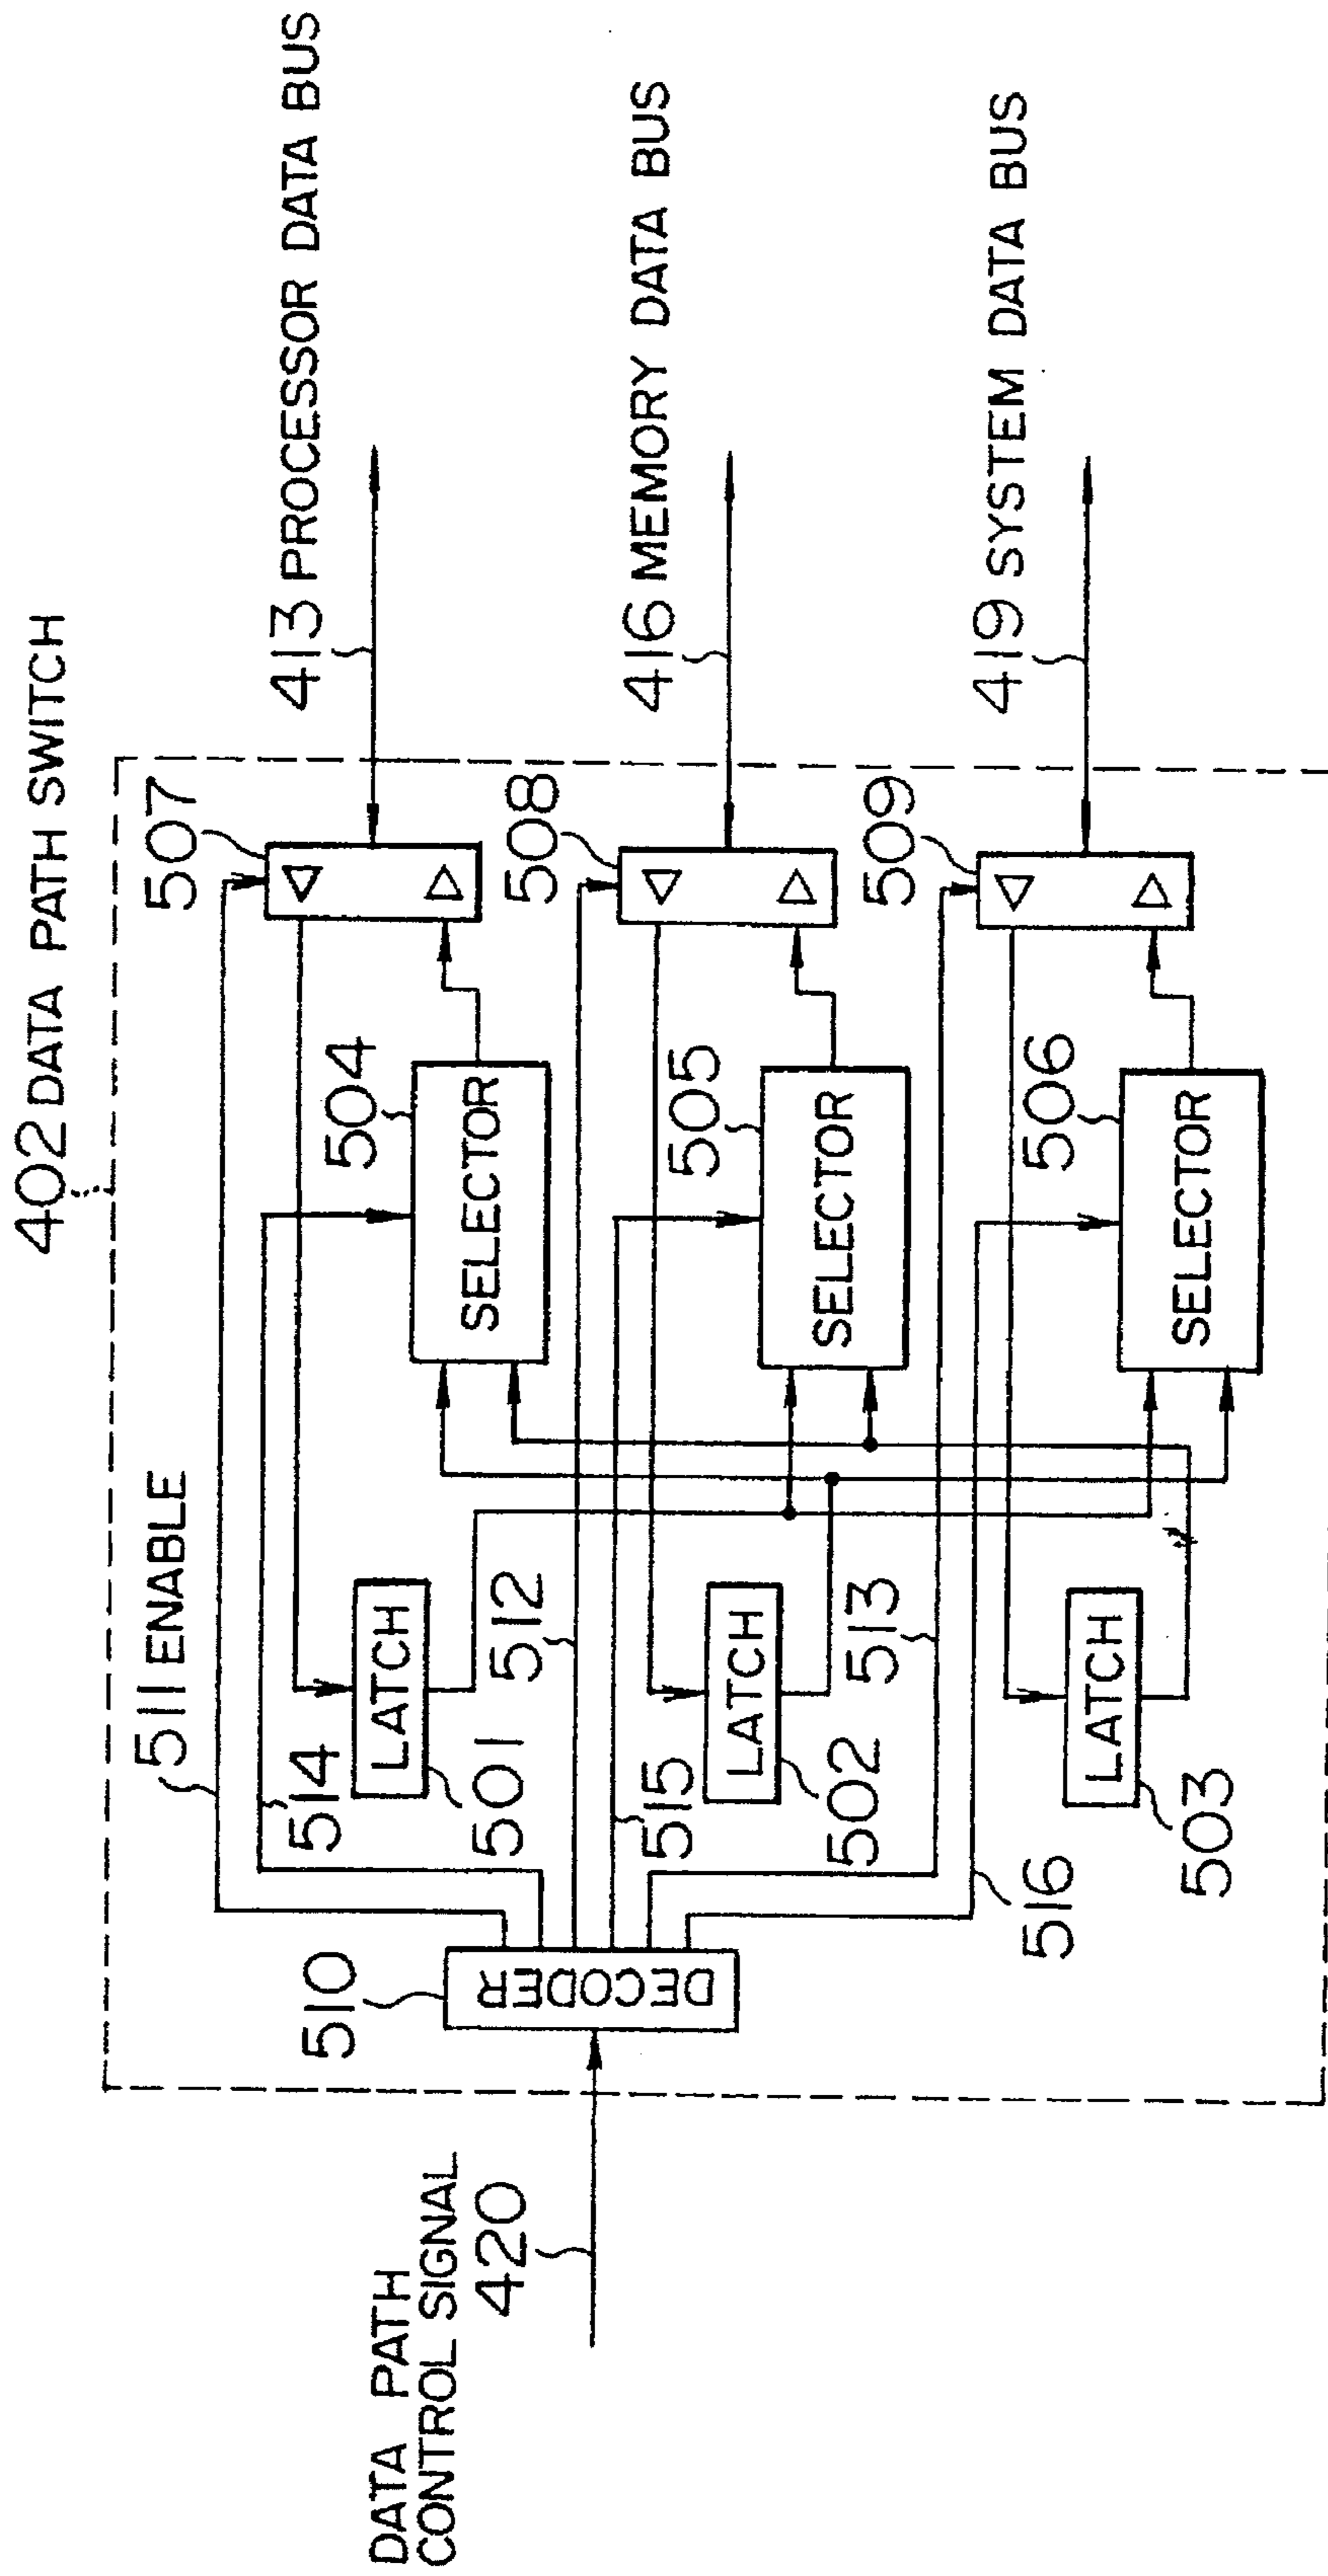 402 DATA PATH SWITCH
511 ENABLE
507
413 PROCESSOR DATA BUS
514
504
SELECTOR
LATCH
501
512
508
416 MEMORY DATA BUS
510
DECODER
DATA PATH
CONTROL SIGNAL
420
515
505
SELECTOR
LATCH
502
513
509
419 SYSTEM DATA BUS
516
506
SELECTOR
LATCH
503